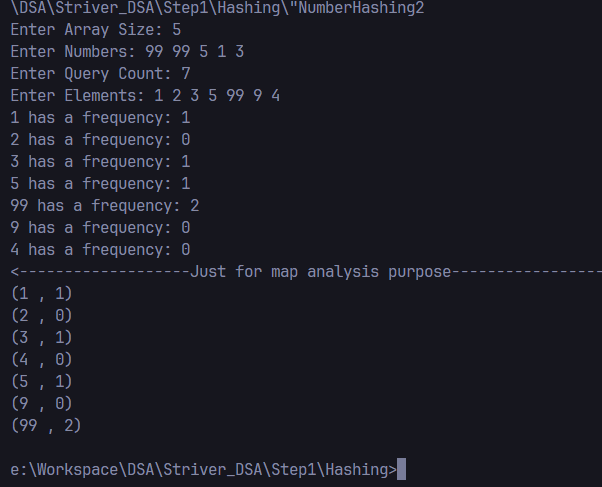 \DSA\Striver_DSA\Step1\Hashing\"NumberHashing2
Enter Array Size: 5
Enter Numbers: 99 99 5 1 3
Enter Query Count: 7
Enter Elements: 1 2 3 5 99 9 4
1 has a frequency: 1
2 has a frequency: 0
3 has a frequency: 1
5 has a frequency: 1
99 has a frequency: 2
9 has a frequency: 0
4 has a frequency: 0
<-------------------Just for map analysis purpose-----------------
(1 , 1)
(2 , 0)
(3 , 1)
(4 , 0)
(5 , 1)
(9 , 0)
(99 , 2)
e:\Workspace\DSA\Striver_DSA\Step1\Hashing>